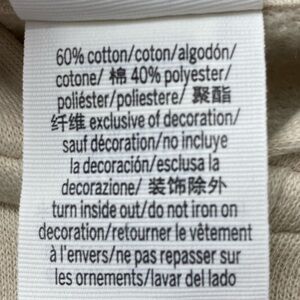 60% cotton/coton/algodón/
cotone/ 棉 40% polyester/
poliéster/poliestere/ 聚酯
纤维 exclusive of decoration/
sauf décoration/no incluye
la decoración/esclusa la
decorazione/ 装饰除外
turn inside out/do not iron on
decoration/retourner le vêtement
à l'envers/ne pas repasser sur
les ornements/lavar del lado